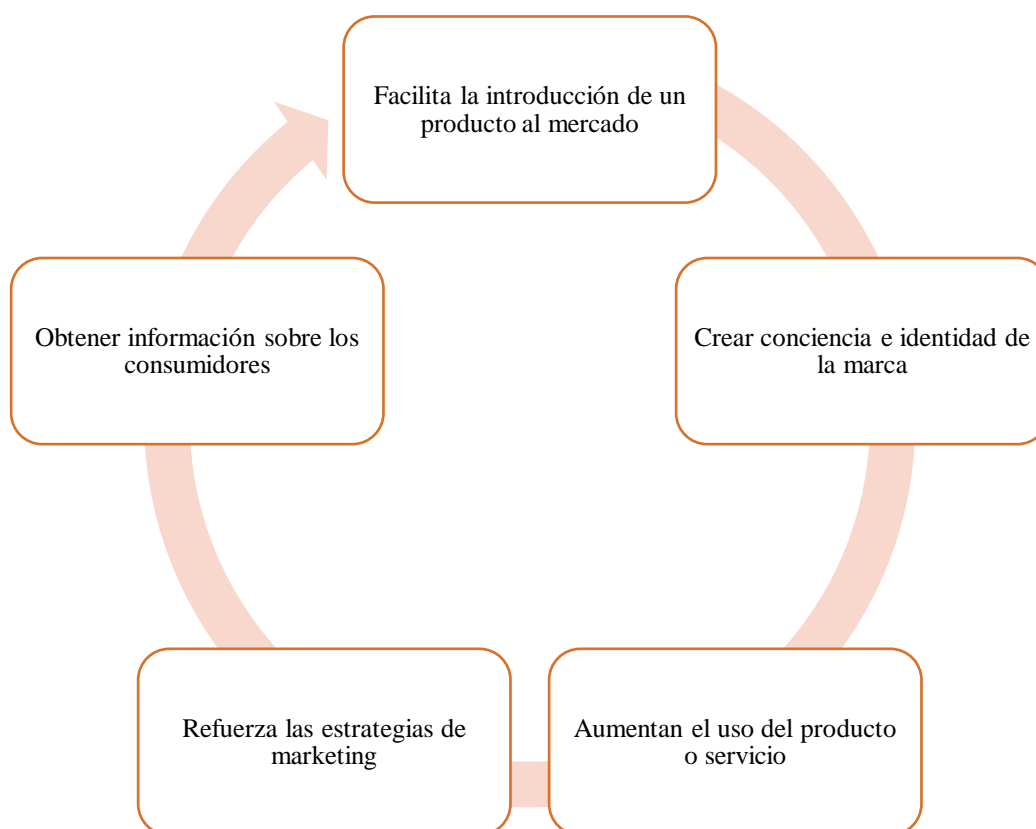 Facilita la introducción de un
producto al mercado
Crear conciencia e identidad de
la marca
Aumentan el uso del producto
o servicio
Refuerza las estrategias de
marketing
Obtener información sobre los
consumidores